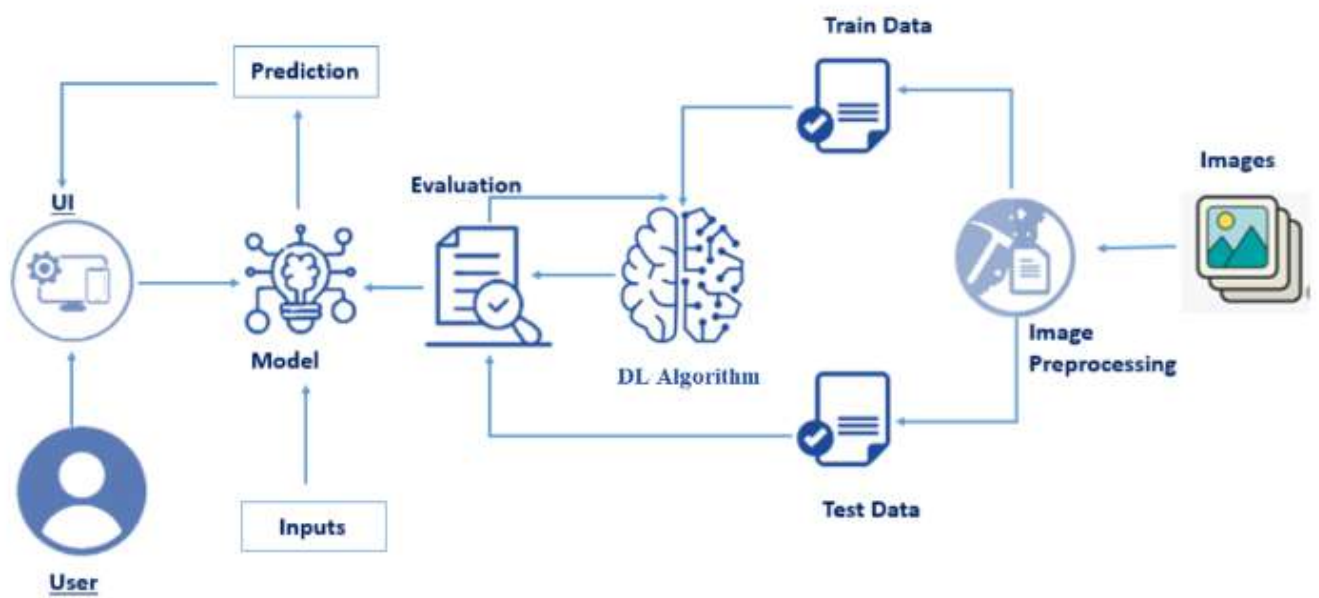 Train Data
Prediction
Images
Evaluation
UI
Image
Preprocessing
Model
DL Algorithm
Test Data
Inputs
User